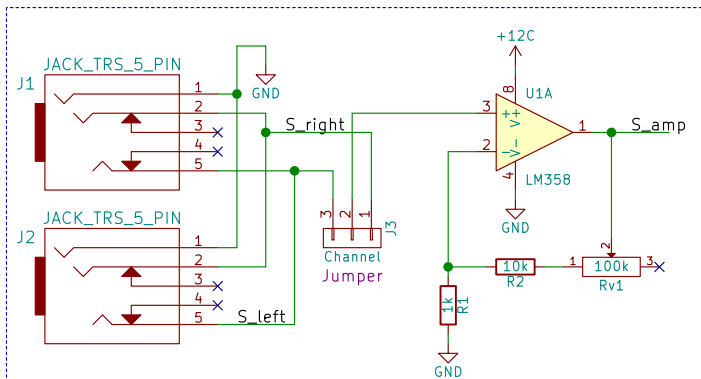 JACK_TRS_5_PIN
J1
1
2
3
4
5
GND
S_right
JACK_TRS_5_PIN
J2
1
2
3
4
5
S_left
3
2
1
J3
Channel
Jumper
+12C
U1A
8
3
+
V+
1
S_amp
2
-
V-
4
LM358
GND
10k
R2
1
100k
2
3
Rv1
1k
R1
GND